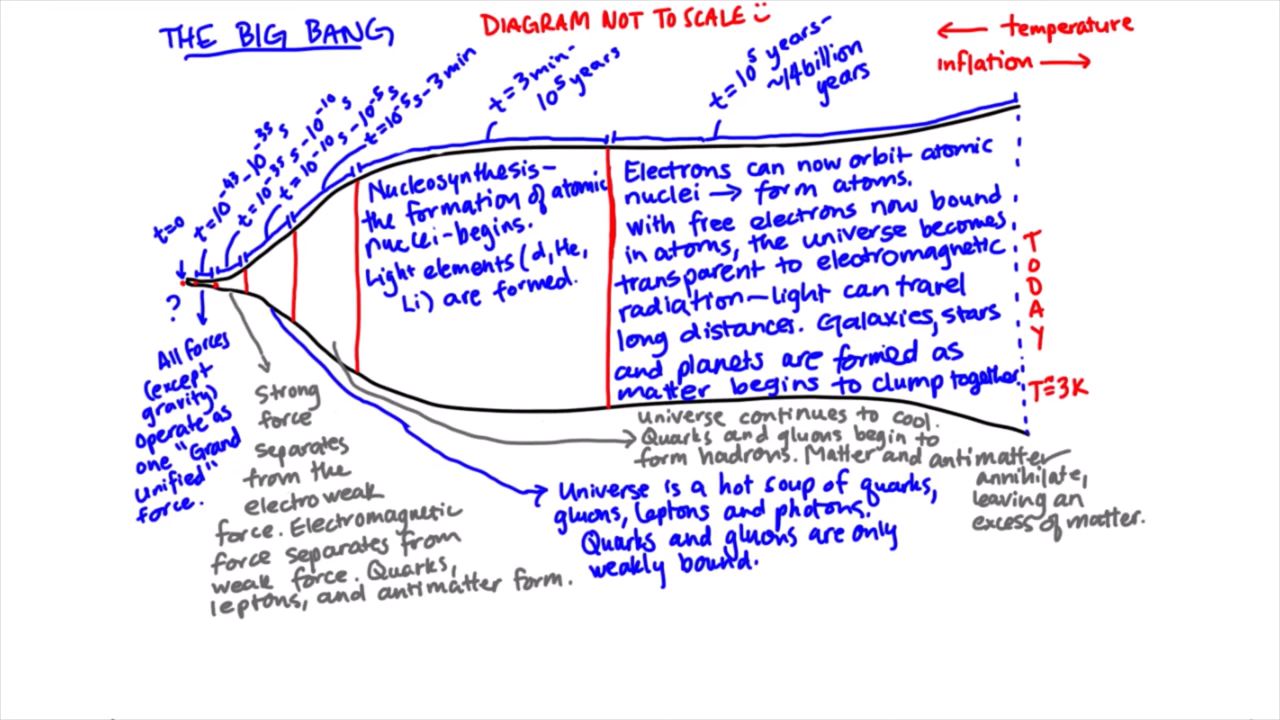 THE BIG BANG
DIAGRAM NOT TO SCALE
← temperature
inflation →
t=0
t=10^-43-10^-35 s
t=10^-35 s-10^-10 s
t=10^-10 s-10^-5 s
t=10^-5 s-3 min
t=3min-
10^5 years
t=10^5 years-
~14billion
years
?
All forces
(except
gravity)
operate as
one "Grand
unified"
force.
Strong
force
separates
from the
electroweak
force. Electromagnetic
force separates from
weak force. Quarks,
leptons, and antimatter form.
Nucleosynthesis-
the formation of atomic
nuclei-begins.
Light elements (d, He,
Li) are formed.
Electrons can now orbit atomic
nuclei → form atoms.
With free electrons now bound
in atoms, the universe becomes
transparent to electromagnetic
radiation-light can travel
long distances. Galaxies, stars
and planets are formed as
matter begins to clump together.
TODAY
T≅3K
Universe continues to cool.
Quarks and gluons begin to
form hadrons. Matter and antimatter
annihilate,
leaving an
excess of matter.
Universe is a hot soup of quarks,
gluons, leptons and photons.
Quarks and gluons are only
weakly bound.